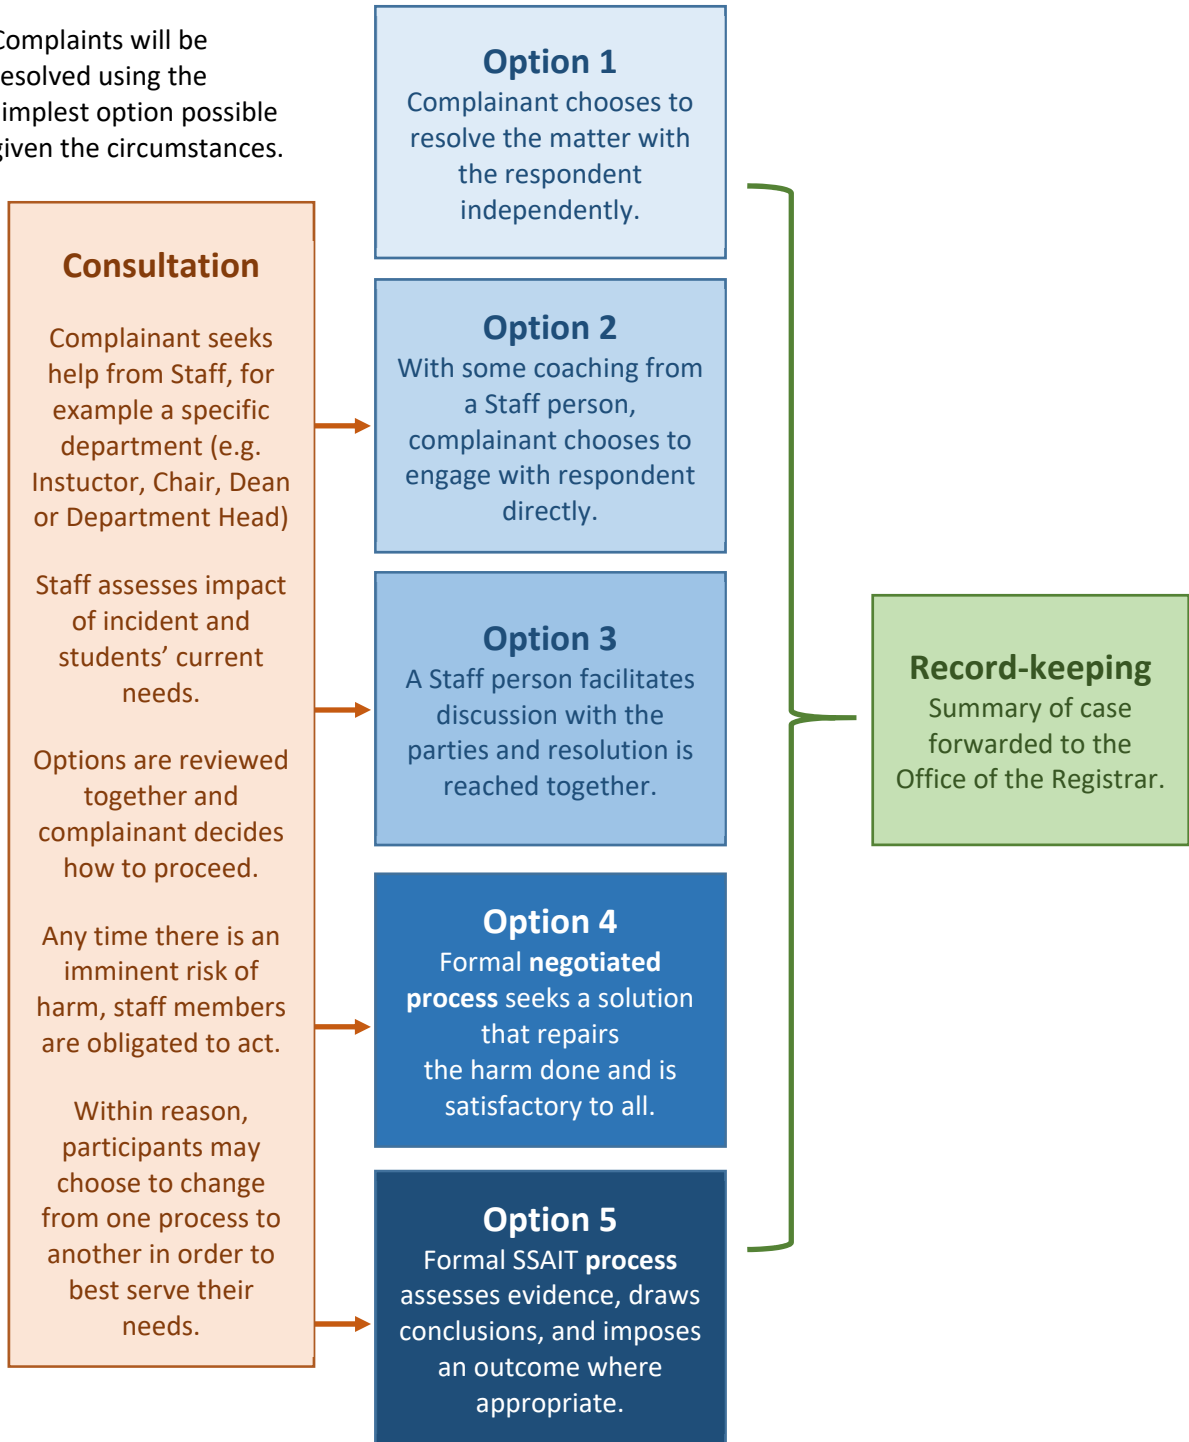 Complaints will be
resolved using the
simplest option possible
given the circumstances.
Consultation
Complainant seeks
help from Staff, for
example a specific
department (e.g.
Instuctor, Chair, Dean
or Department Head)
Staff assesses impact
of incident and
students’ current
needs.
Options are reviewed
together and
complainant decides
how to proceed.
Any time there is an
imminent risk of
harm, staff members
are obligated to act.
Within reason,
participants may
choose to change
from one process to
another in order to
best serve their
needs.
Option 1
Complainant chooses to
resolve the matter with
the respondent
independently.
Option 2
With some coaching from
a Staff person,
complainant chooses to
engage with respondent
directly.
Option 3
A Staff person facilitates
discussion with the
parties and resolution is
reached together.
Option 4
Formal negotiated
process seeks a solution
that repairs
the harm done and is
satisfactory to all.
Option 5
Formal SSAIT process
assesses evidence, draws
conclusions, and imposes
an outcome where
appropriate.
Record-keeping
Summary of case
forwarded to the
Office of the Registrar.